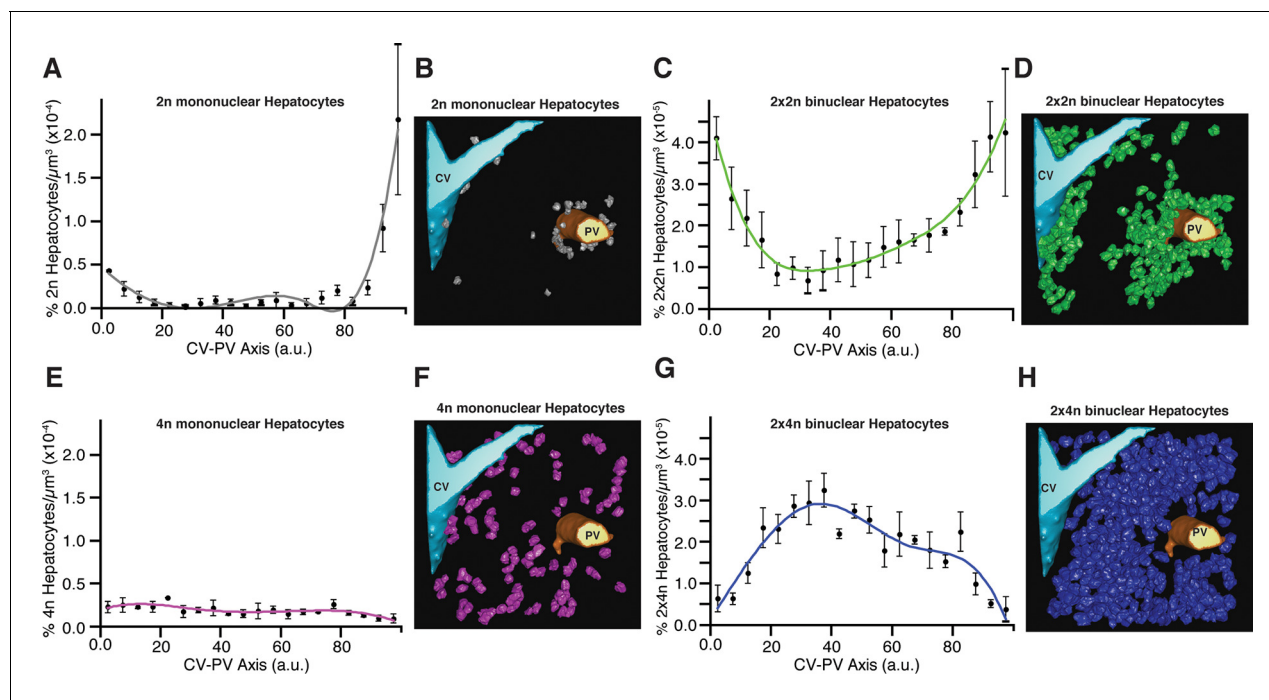 A
2n mononuclear Hepatocytes
% 2n Hepatocytes/µm³ (x10⁻⁴)
2.0
1.5
1.0
0.5
0.0
0.0
20
40
60
80
CV-PV Axis (a.u.)
B
2n mononuclear Hepatocytes
CV
PV
C
2x2n binuclear Hepatocytes
% 2x2n Hepatocytes/µm³ (x10⁻⁵)
4.0
3.0
2.0
1.0
0.0
0.0
20
40
60
80
CV-PV Axis (a.u.)
D
2x2n binuclear Hepatocytes
CV
PV
E
4n mononuclear Hepatocytes
% 4n Hepatocytes/µm³ (x10⁻⁴)
2.0
1.5
1.0
0.5
0.0
0.0
20
40
60
80
CV-PV Axis (a.u.)
F
4n mononuclear Hepatocytes
CV
PV
G
2x4n binuclear Hepatocytes
% 2x4n Hepatocytes/µm³ (x10⁻⁵)
4.0
3.0
2.0
1.0
0.0
0.0
20
40
60
80
CV-PV Axis (a.u.)
H
2x4n binuclear Hepatocytes
CV
PV